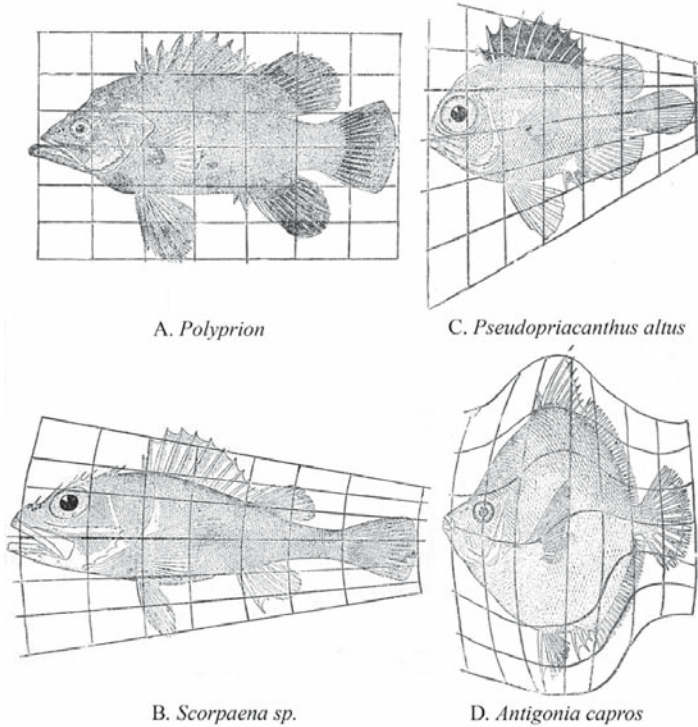 A. Polyprion
C. Pseudopriacanthus altus
B. Scorpaena sp.
D. Antigonia capros